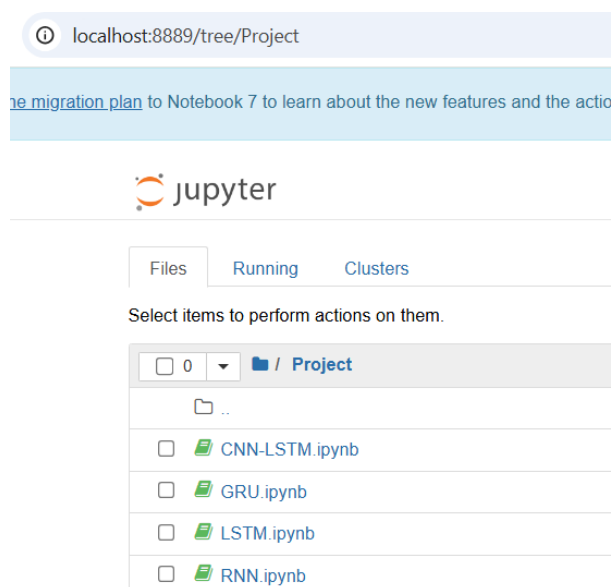 localhost:8889/tree/Project
he migration plan to Notebook 7 to learn about the new features and the actio
jupyter
Files Running Clusters
Select items to perform actions on them.
0 / Project
..
CNN-LSTM.ipynb
GRU.ipynb
LSTM.ipynb
RNN.ipynb